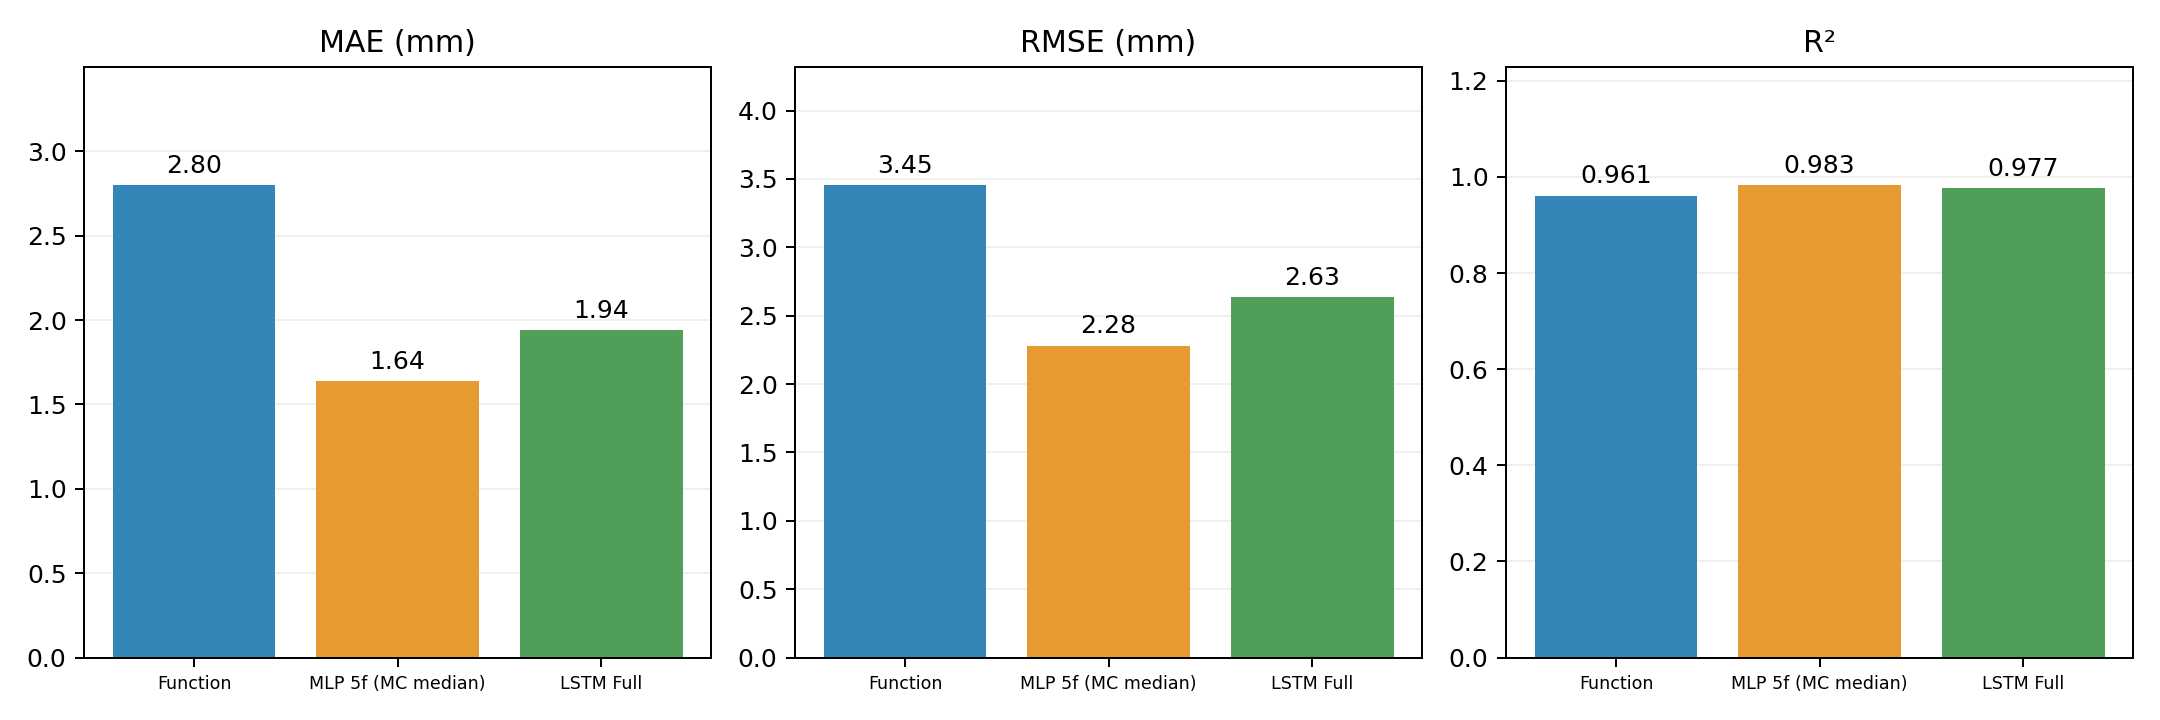 MAE (mm)
3.0
2.5
2.0
1.5
1.0
0.5
0.0
2.80
1.64
1.94
Function
MLP 5f (MC median)
LSTM Full
RMSE (mm)
4.0
3.5
3.0
2.5
2.0
1.5
1.0
0.5
0.0
3.45
2.28
2.63
Function
MLP 5f (MC median)
LSTM Full
R²
1.2
1.0
0.8
0.6
0.4
0.2
0.0
0.961
0.983
0.977
Function
MLP 5f (MC median)
LSTM Full